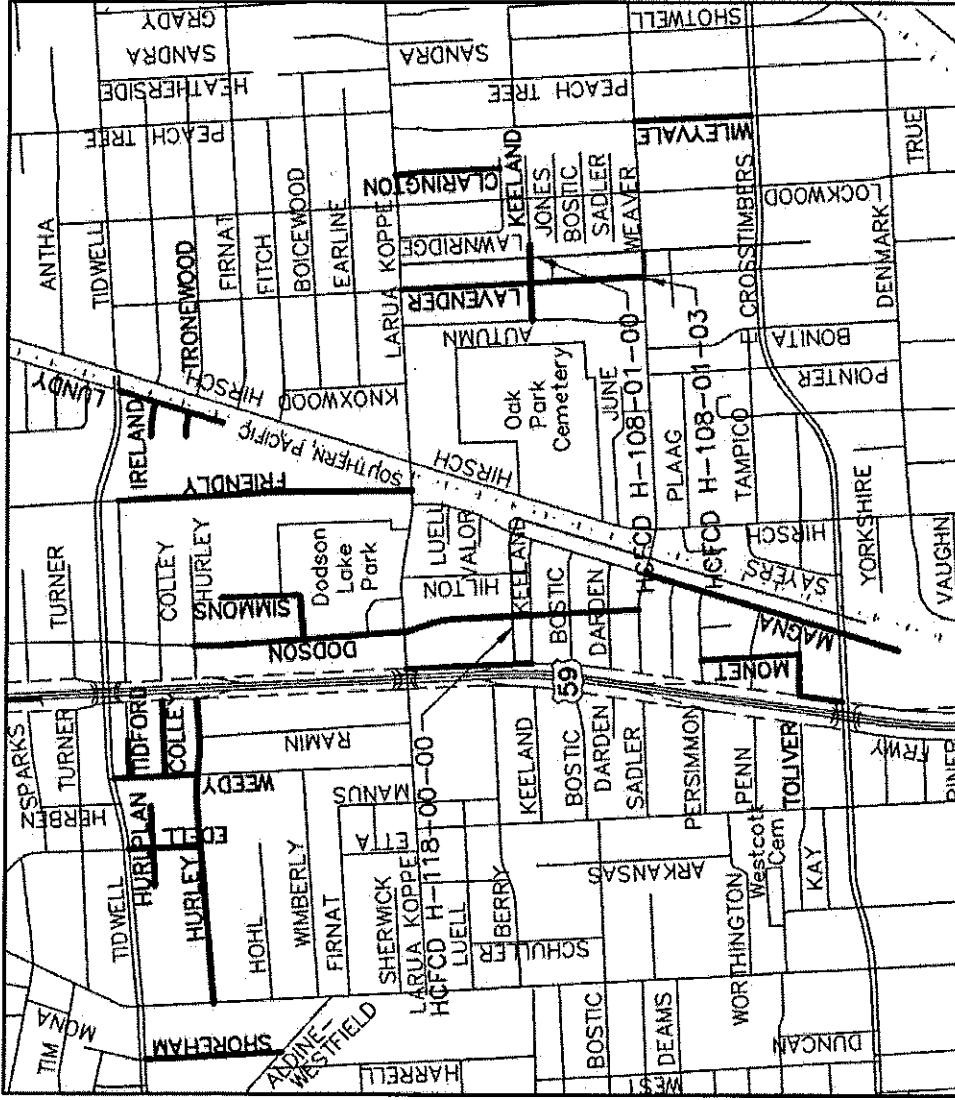 GRADY
SANDRA
HEATHERSIDE
PEACH TREE
SANDRA
PEACH TREE
SHOTWELL
ANTHA
TIDWELL
TRONEWOOD
FIRNAT
FITCH
BOICEWOOD
EARLINE
LARUA KOPPE
CLARINGTON
KEELAND
JONES
BOSTIC
SADLER
WEAVER
WILEYVALE
CROSSTIMBERS
LOCKWOOD
TRUE
DENMARK
LAWNRIDGE
LAVENDER
AUTUMN
BONITA
POINTER
LUNDY
HIRSCH
KNOXWOOD
IRELAND
SOUTHERN PACIFIC
FRIENDLY
HIRSCH
Oak
Park
Cemetery
JUNE
HCFCD H-108-01-00
PLAAG
HCFCD H-108-01-03
TAMPICO
HIRSCH
SAYERS
YORKSHIRE
VAUGHN
TURNER
COLLEY
HURLEY
SIMMONS
Dodson
Lake
Park
DODSON
LUELL
VALOR
HILTON
KEELAND
BOSTIC
DARDEN
MAGNA
MONET
59
SPARKS
TURNER
HERBEN
TIDFORD
COLLEY
WEEDY
RAMIN
HURLPLAN
EDELL
HURLEY
TIDWELL
MANUS
ETTA
HOHL
WIMBERLY
FIRNAT
SHERWICK
LARUA KOPPE
HCFCD H-118-00-00
LUELL
BERRY
SCHULLER
KEELAND
BOSTIC
DARDEN
SADLER
PERSIMMON
PENN
TOLIVER
FRWY
ARKANSAS
WORTHINGTON
Westcott
Cem
KAY
MONA
TIM
SHOREHAM
ALDINE-
WESTFIELD
HARRELL
BOSTIC
DEAMS
WEST
DUNCAN